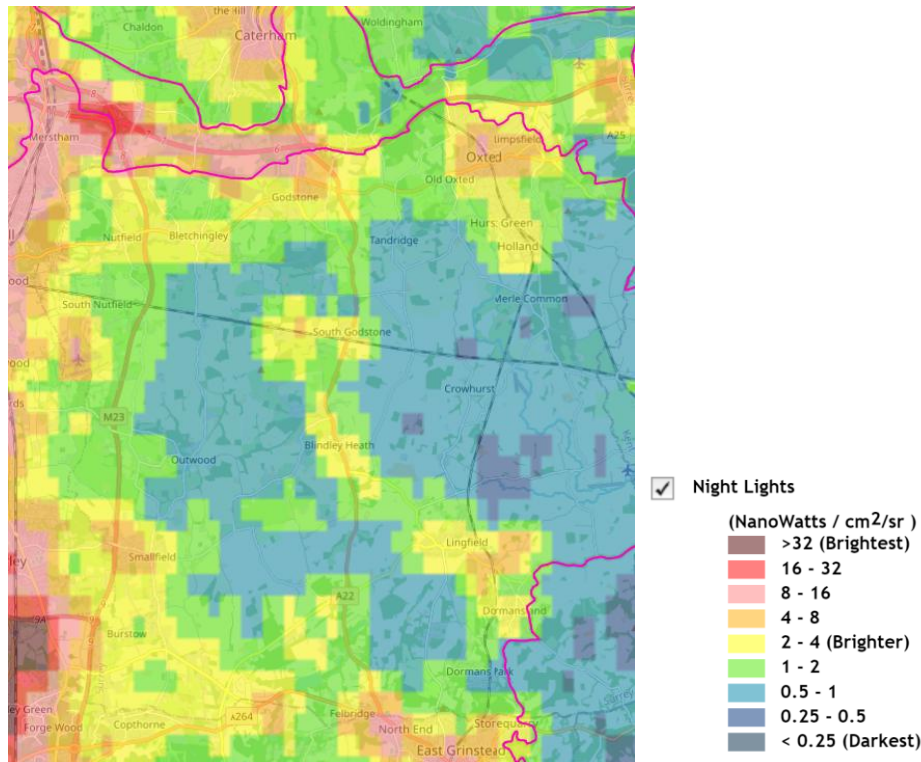 the Hill
Chaldon
Caterham
Woldingham
Merstham
A25
Limpsfield
Oxted
Old Oxted
Godstone
Hurst Green
Nutfield
Bletchingley
Tandridge
Holland
South Nutfield
Merle Common
South Godstone
Crowhurst
M23
Blindley Heath
Outwood
Lingfield
Smallfield
A22
Dormansland
Burstow
Dormans Park
A264
Felbridge
Copthorne
Forge Wood
North End
East Grinstead
✓ Night Lights
(NanoWatts / cm2/sr )
>32 (Brightest)
16 - 32
8 - 16
4 - 8
2 - 4 (Brighter)
1 - 2
0.5 - 1
0.25 - 0.5
< 0.25 (Darkest)